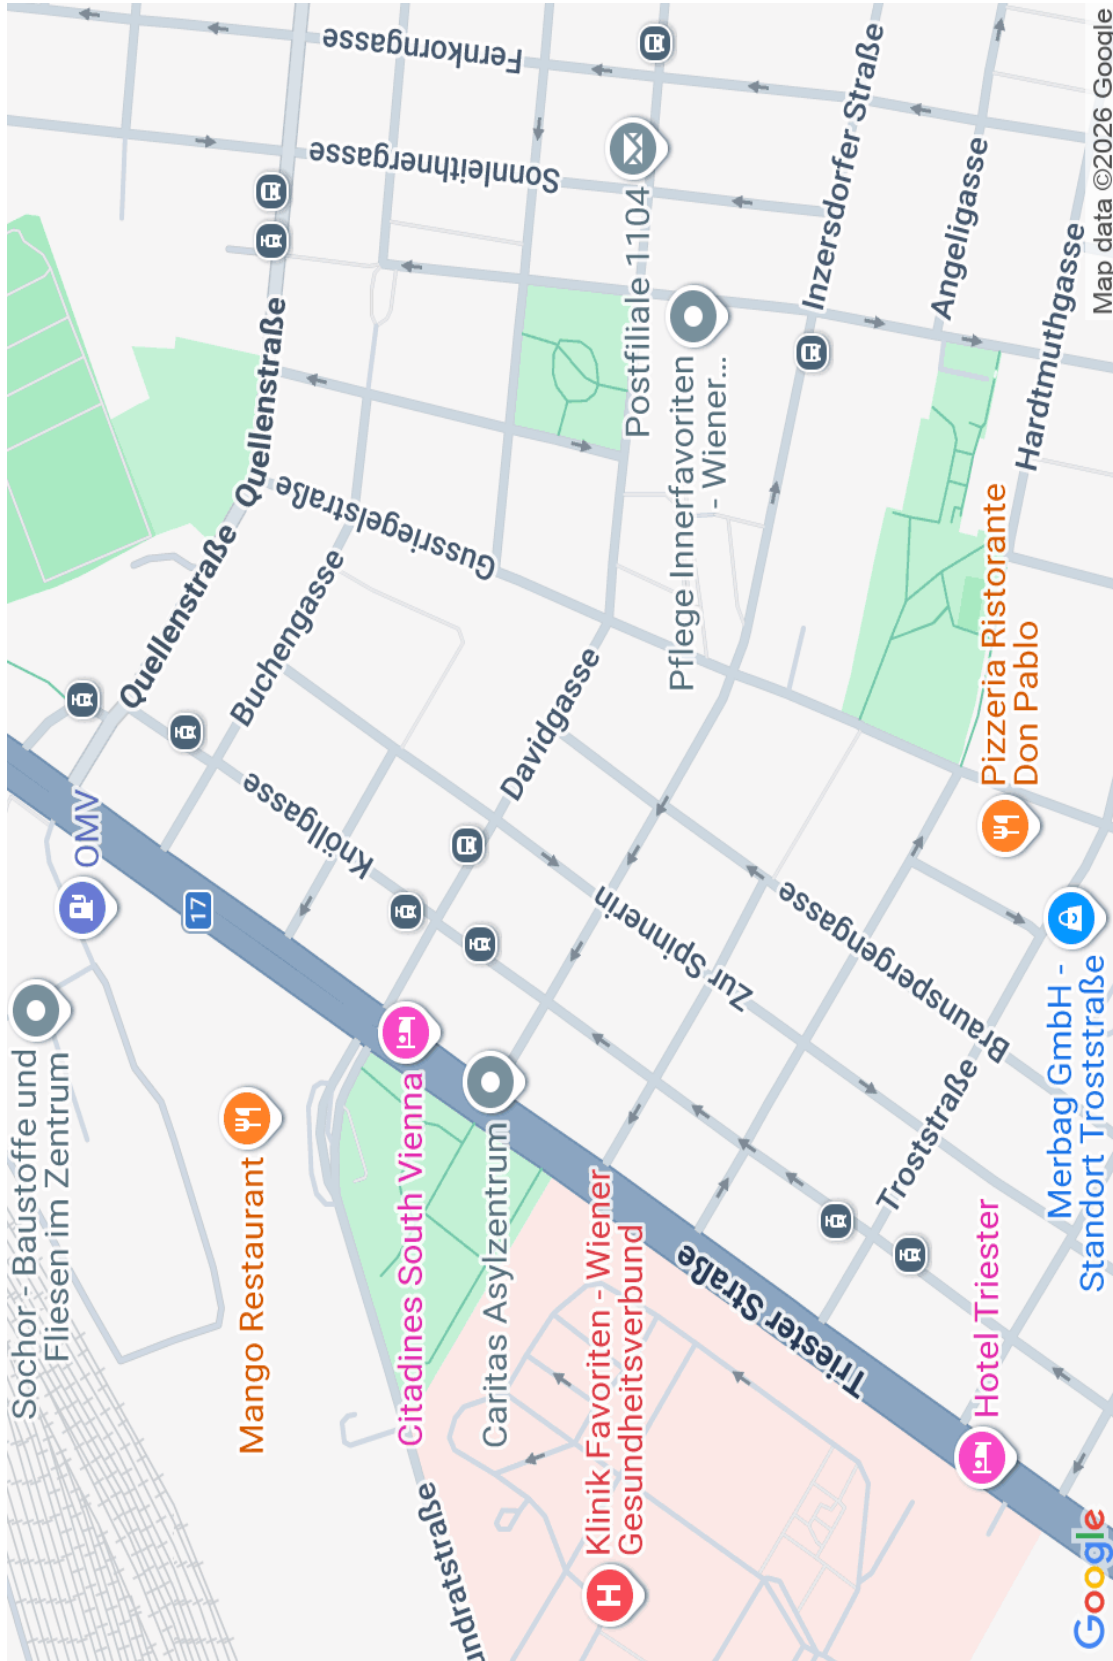 Sochor - Baustoffe und
Fliesen im Zentrum
OMV
17
Mango Restaurant
Citadines South Vienna
Caritas Asylzentrum
Klinik Favoriten - Wiener
Gesundheitsverbund
H
undratstraße
Triester Straße
Hotel Triester
Merbag GmbH -
Standort Troststraße
Troststraße
Pizzeria Ristorante
Don Pablo
Braunspergengasse
Zur Spinnerin
Knöllgasse
Davidgasse
Buchengasse
Quellenstraße
Quellenstraße
Quellenstraße
Gussriegelstraße
Pflege Innerfavoriten
- Wiener...
Postfiliale 1104
Sonnleithnergasse
Fernkorngasse
Inzersdorfer Straße
Angeligasse
Hardtmuthgasse
Google
Map data ©2026 Google